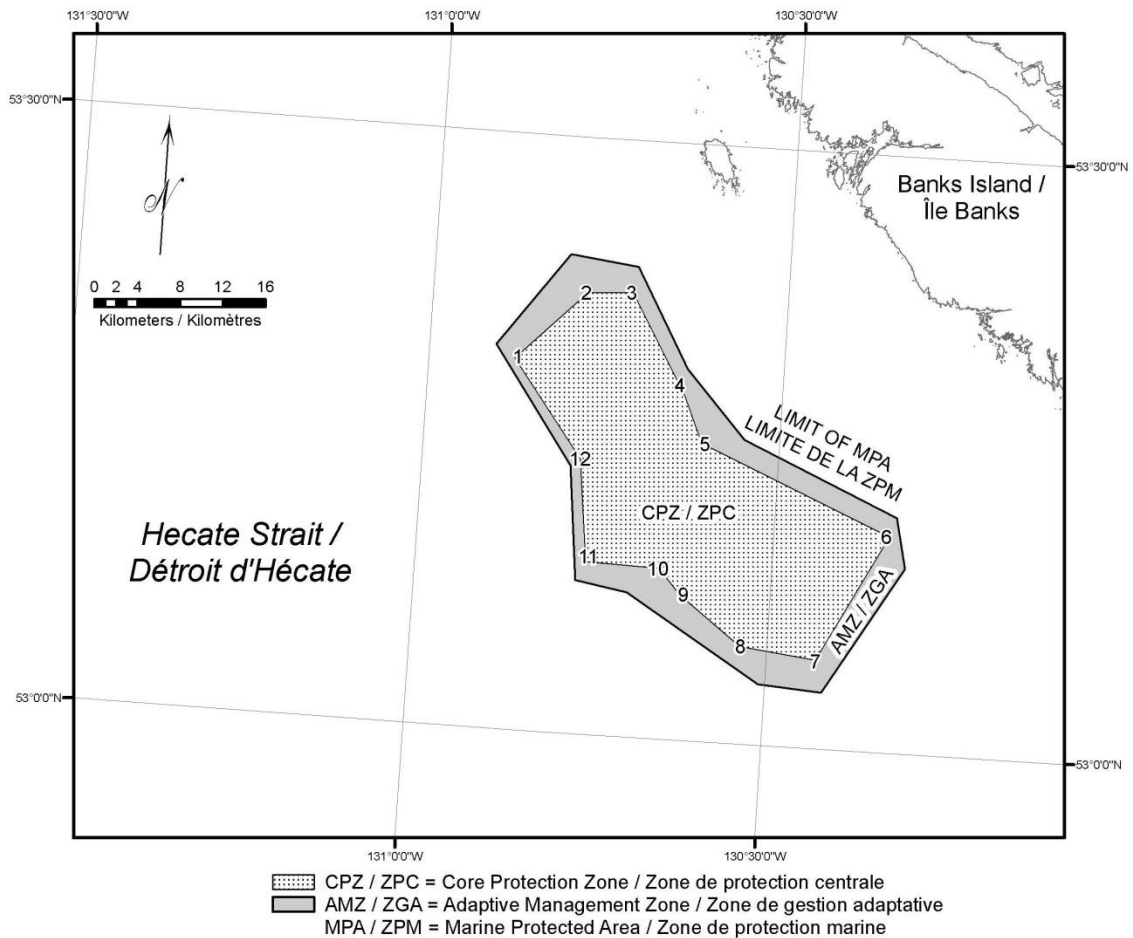 131°30'0"W
131°0'0"W
130°30'0"W
53°30'0"N
53°30'0"N
Banks Island /
Île Banks
N
0 2 4 8 12 16
Kilometers / Kilomètres
1
2
3
4
5
6
7
8
9
10
11
12
LIMIT OF MPA
LIMITE DE LA ZPM
CPZ / ZPC
AMZ / ZGA
Hecate Strait /
Détroit d'Hécate
53°0'0"N
53°0'0"N
131°0'0"W
130°30'0"W
CPZ / ZPC = Core Protection Zone / Zone de protection centrale
AMZ / ZGA = Adaptive Management Zone / Zone de gestion adaptative
MPA / ZPM = Marine Protected Area / Zone de protection marine